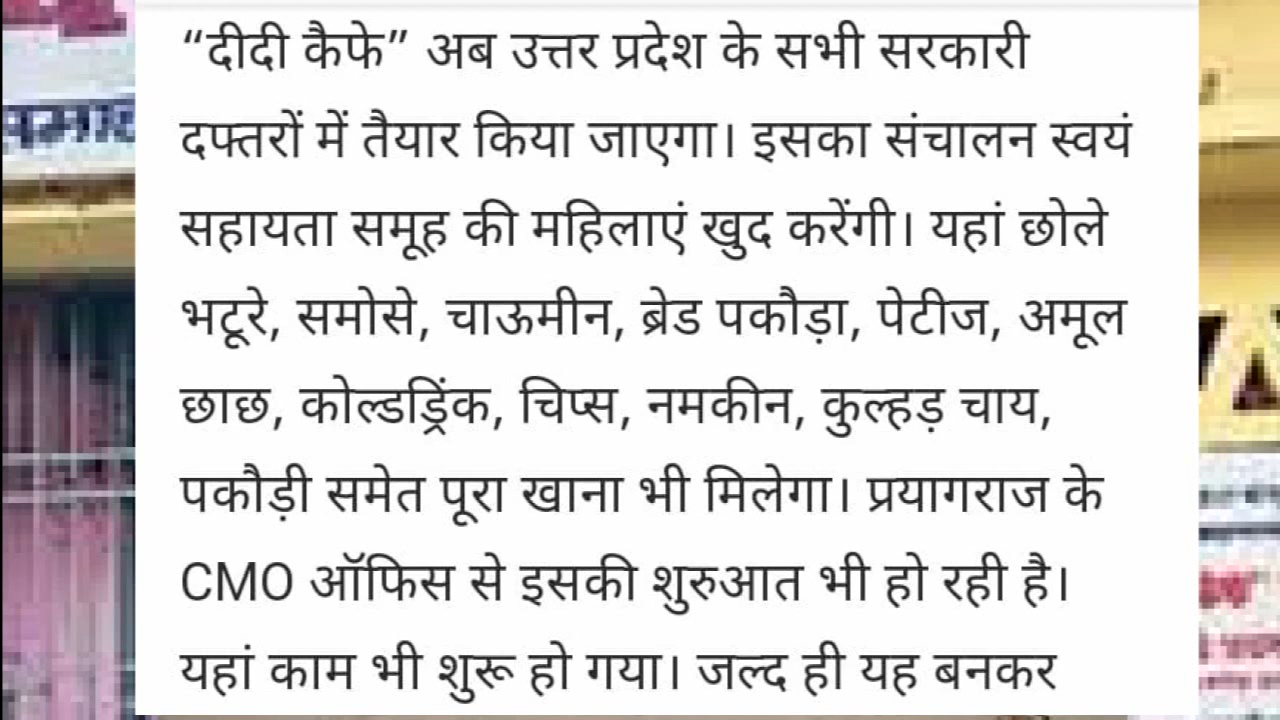 “दीदी कैफे” अब उत्तर प्रदेश के सभी सरकारी
दफ्तरों में तैयार किया जाएगा। इसका संचालन स्वयं
सहायता समूह की महिलाएं खुद करेंगी। यहां छोले
भटूरे, समोसे, चाऊमीन, ब्रेड पकौड़ा, पेटीज, अमूल
छाछ, कोल्डड्रिंक, चिप्स, नमकीन, कुल्हड़ चाय,
पकौड़ी समेत पूरा खाना भी मिलेगा। प्रयागराज के
CMO ऑफिस से इसकी शुरुआत भी हो रही है।
यहां काम भी शुरू हो गया। जल्द ही यह बनकर